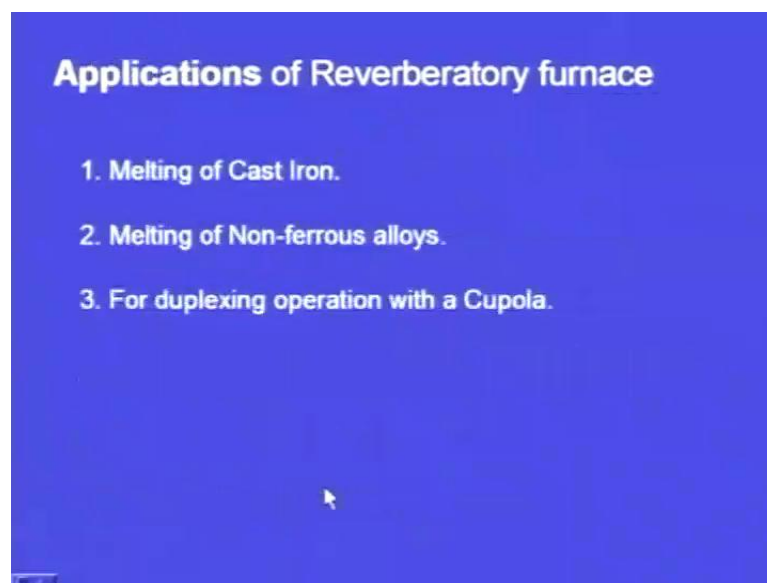 Applications of Reverberatory furnace
1. Melting of Cast Iron.
2. Melting of Non-ferrous alloys.
3. For duplexing operation with a Cupola.